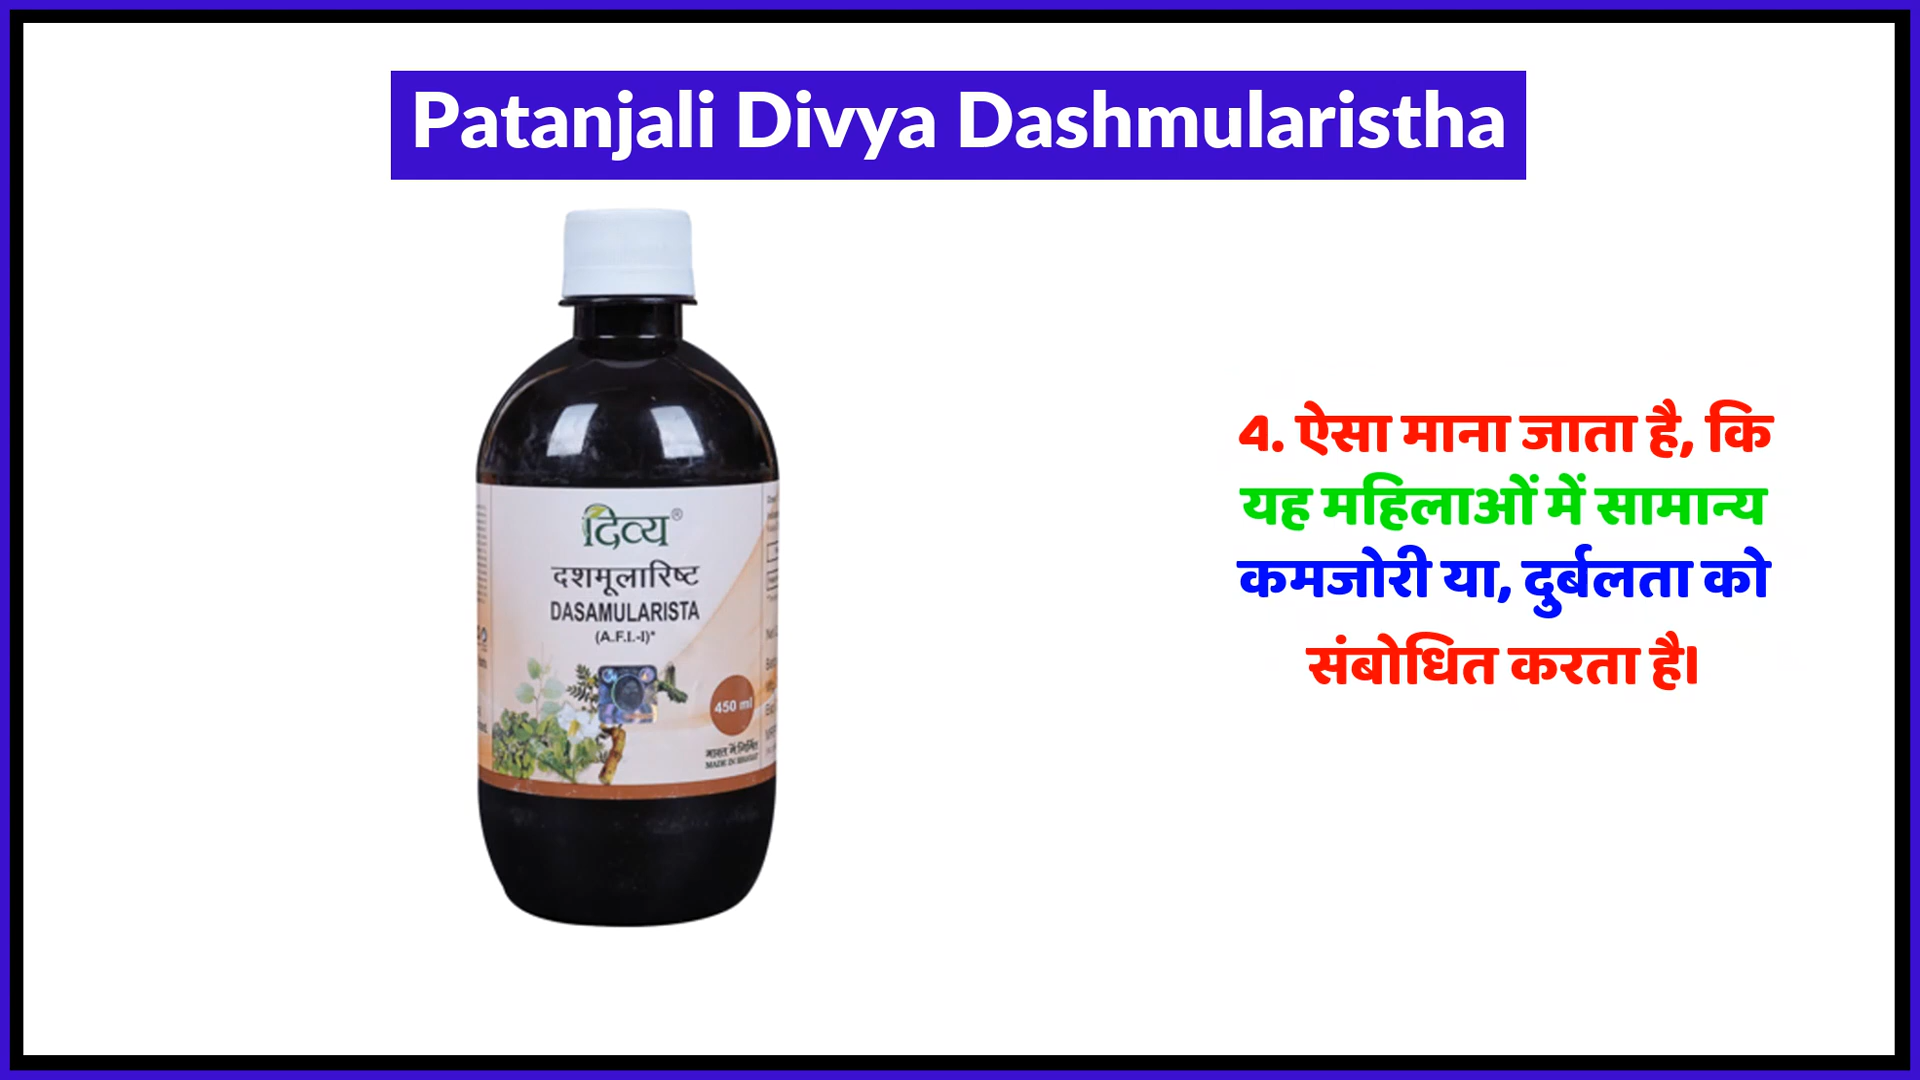 Patanjali Divya Dashmularistha
दिव्य®
दशमूलारिष्ट
DASAMULARISTA
(A.F.I.-I)*
450 ml
भारत में निर्मित
MADE IN BHARAT
4. ऐसा माना जाता है, कि
यह महिलाओं में सामान्य
कमजोरी या, दुर्बलता को
संबोधित करता है।